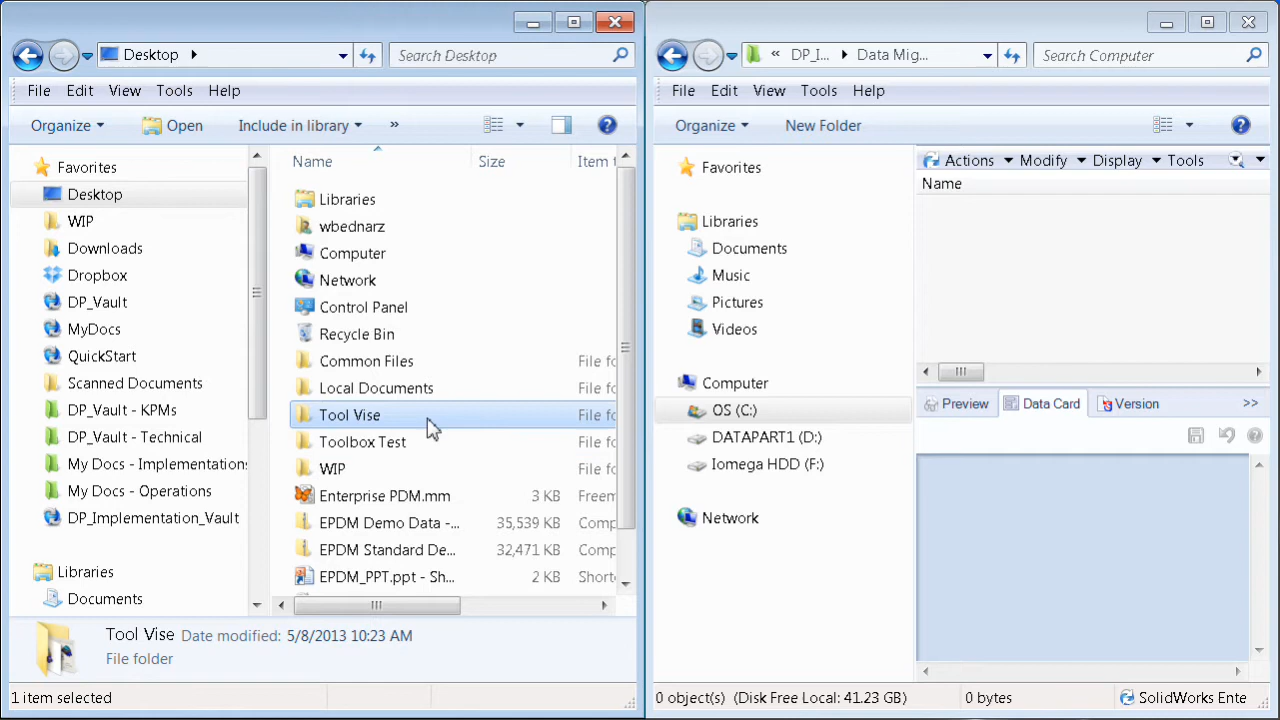 Desktop
Search Desktop
File Edit View Tools Help
Organize Open Include in library »
Favorites
Desktop
WIP
Downloads
Dropbox
DP_Vault
MyDocs
QuickStart
Scanned Documents
DP_Vault - KPMs
DP_Vault - Technical
My Docs - Implementation
My Docs - Operations
DP_Implementation_Vault
Libraries
Documents
Name Size Item t
Libraries
wbednarz
Computer
Network
Control Panel
Recycle Bin
Common Files File fo
Local Documents File fo
Tool Vise File fo
Toolbox Test File fo
WIP File fo
Enterprise PDM.mm 3 KB Freem
EPDM Demo Data -... 35,539 KB Comp
EPDM Standard De... 32,471 KB Comp
EPDM_PPT.ppt - Sh... 2 KB Shorte
Tool Vise Date modified: 5/8/2013 10:23 AM
File folder
1 item selected
« DP_I... Data Mig...
Search Computer
File Edit View Tools Help
Organize New Folder
Favorites
Libraries
Documents
Music
Pictures
Videos
Computer
OS (C:)
DATAPART1 (D:)
Iomega HDD (F:)
Network
Actions Modify Display Tools
Name
Preview Data Card Version >>
0 object(s) (Disk Free Local: 41.23 GB) 0 bytes SolidWorks Ente